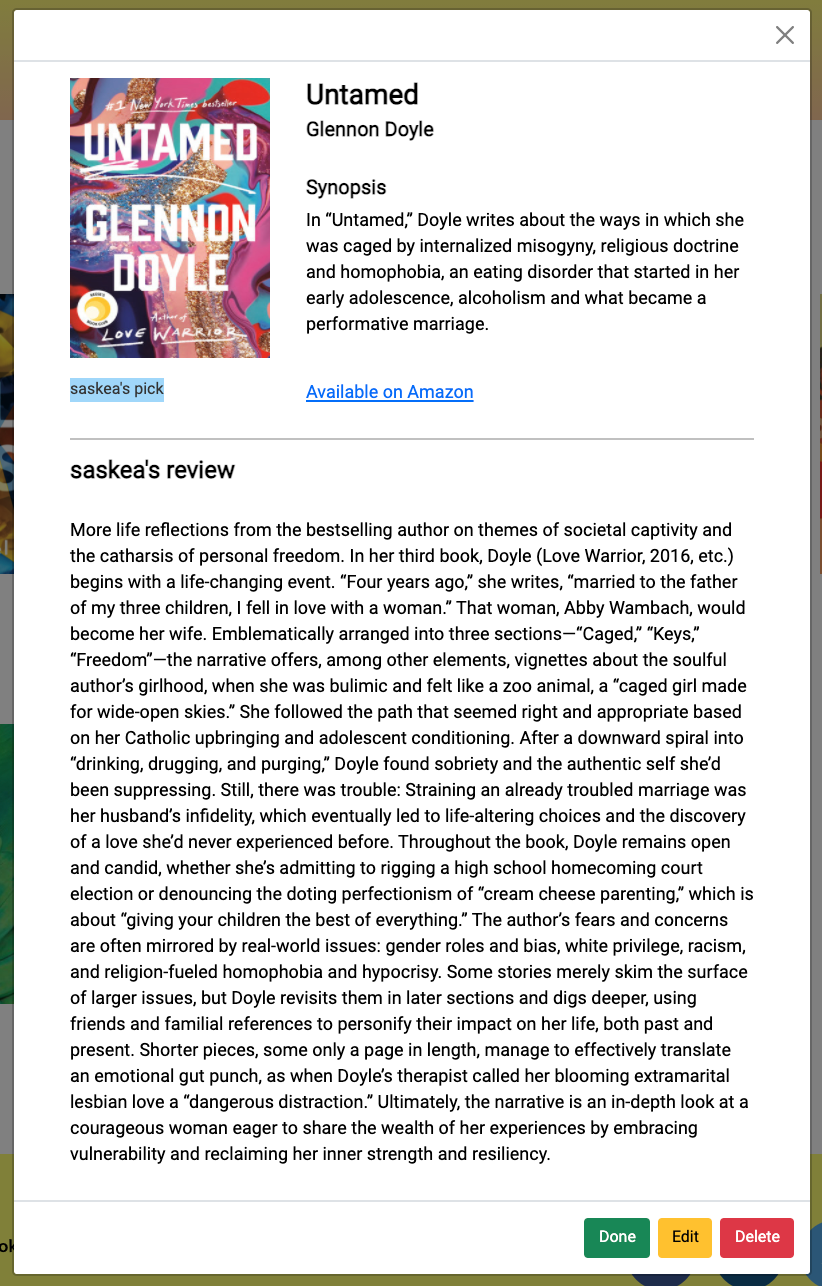 #1 New York Times bestseller
UNTAMED
GLENNON
DOYLE
Author of
LOVE WARRIOR
saskea's pick
Untamed
Glennon Doyle
Synopsis
In “Untamed,” Doyle writes about the ways in which she
was caged by internalized misogyny, religious doctrine
and homophobia, an eating disorder that started in her
early adolescence, alcoholism and what became a
performative marriage.
Available on Amazon
saskea's review
More life reflections from the bestselling author on themes of societal captivity and
the catharsis of personal freedom. In her third book, Doyle (Love Warrior, 2016, etc.)
begins with a life-changing event. “Four years ago,” she writes, “married to the father
of my three children, I fell in love with a woman.” That woman, Abby Wambach, would
become her wife. Emblematically arranged into three sections—“Caged,” “Keys,”
“Freedom”—the narrative offers, among other elements, vignettes about the soulful
author’s girlhood, when she was bulimic and felt like a zoo animal, a “caged girl made
for wide-open skies.” She followed the path that seemed right and appropriate based
on her Catholic upbringing and adolescent conditioning. After a downward spiral into
“drinking, drugging, and purging,” Doyle found sobriety and the authentic self she’d
been suppressing. Still, there was trouble: Straining an already troubled marriage was
her husband’s infidelity, which eventually led to life-altering choices and the discovery
of a love she’d never experienced before. Throughout the book, Doyle remains open
and candid, whether she’s admitting to rigging a high school homecoming court
election or denouncing the doting perfectionism of “cream cheese parenting,” which is
about “giving your children the best of everything.” The author’s fears and concerns
are often mirrored by real-world issues: gender roles and bias, white privilege, racism,
and religion-fueled homophobia and hypocrisy. Some stories merely skim the surface
of larger issues, but Doyle revisits them in later sections and digs deeper, using
friends and familial references to personify their impact on her life, both past and
present. Shorter pieces, some only a page in length, manage to effectively translate
an emotional gut punch, as when Doyle’s therapist called her blooming extramarital
lesbian love a “dangerous distraction.” Ultimately, the narrative is an in-depth look at a
courageous woman eager to share the wealth of her experiences by embracing
vulnerability and reclaiming her inner strength and resiliency.
Done
Edit
Delete